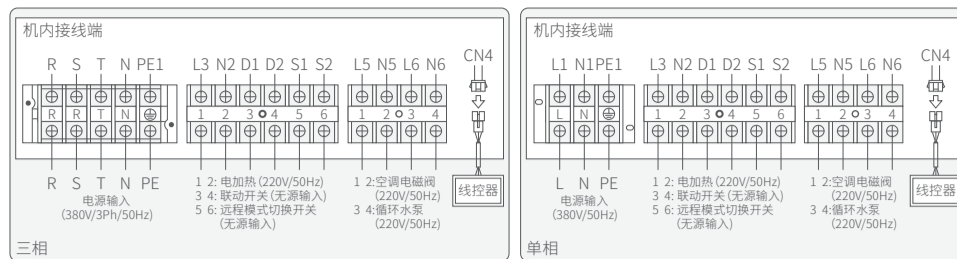 机内接线端
R S T N PE1
L3 N2 D1 D2 S1 S2
L5 N5 L6 N6
CN4
R R T N
1 2 3 4 5 6
1 2 3 4
R S T N PE
电源输入
(380V/3Ph/50Hz)
1 2: 电加热 (220V/50Hz)
3 4: 联动开关 (无源输入)
5 6: 远程模式切换开关
(无源输入)
1 2:空调电磁阀
(220V/50Hz)
3 4:循环水泵
(220V/50Hz)
线控器
三相
机内接线端
L1 N1 PE1
L3 N2 D1 D2 S1 S2
L5 N5 L6 N6
CN4
L N
1 2 3 4 5 6
1 2 3 4
L N PE
电源输入
(380V/50Hz)
1 2: 电加热 (220V/50Hz)
3 4: 联动开关 (无源输入)
5 6: 远程模式切换开关
(无源输入)
1 2:空调电磁阀
(220V/50Hz)
3 4:循环水泵
(220V/50Hz)
线控器
单相